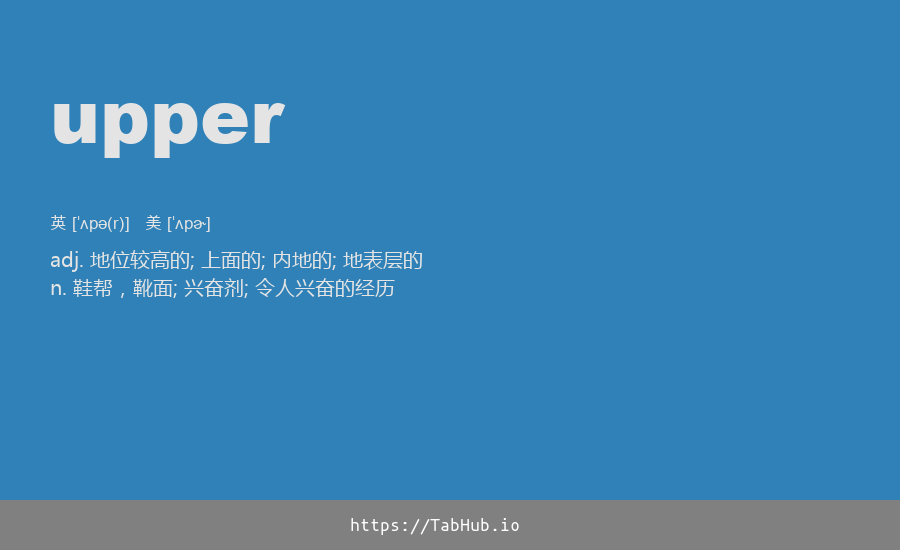 upper
英 [ˈʌpə(r)] 美 [ˈʌpɚ]
adj. 地位较高的; 上面的; 内地的; 地表层的
n. 鞋帮，靴面; 兴奋剂; 令人兴奋的经历
https://TabHub.io